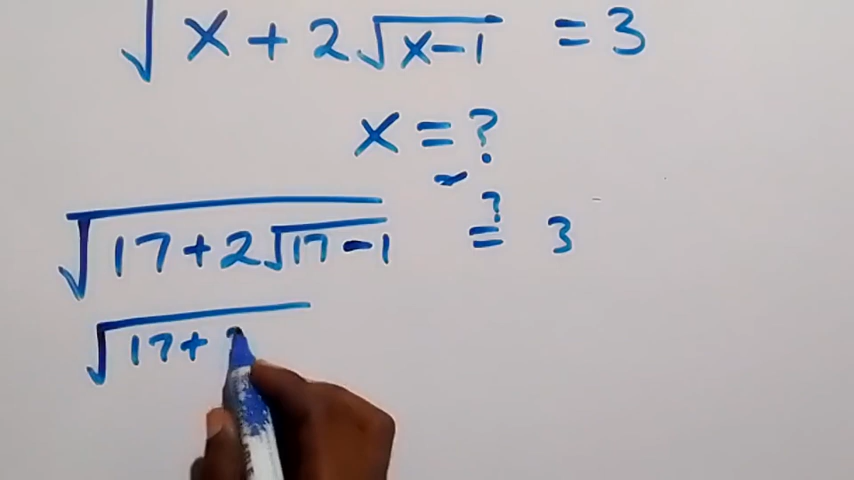 √x + 2√x-1 = 3
x = ?
√17 + 2√17-1 ?= 3
√17 +